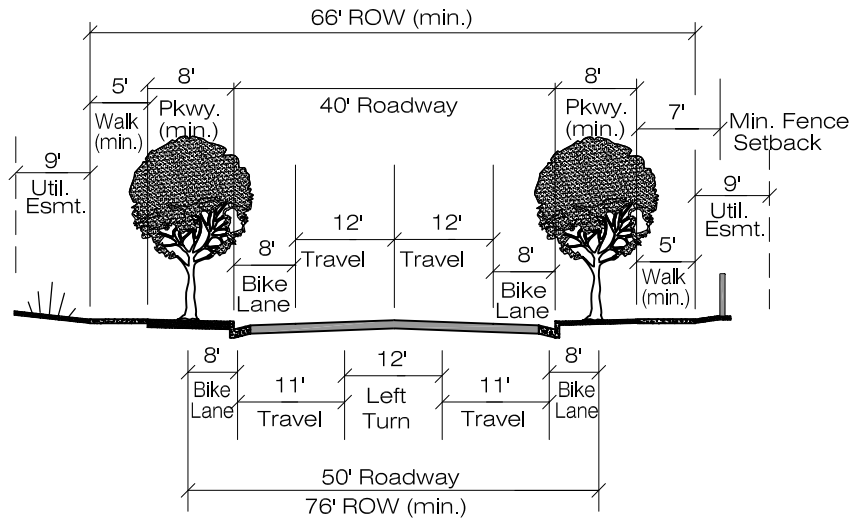 66' ROW (min.)
5'
8'
8'
40' Roadway
7'
Walk
(min.)
Pkwy.
(min.)
Pkwy.
(min.)
Min. Fence
Setback
9'
Util.
Esmt.
9'
Util.
Esmt.
12'
12'
Travel
Travel
8'
Bike
Lane
8'
Bike
Lane
5'
Walk
(min.)
8'
12'
8'
Bike
Lane
11'
Travel
Left
Turn
11'
Travel
Bike
Lane
50' Roadway
76' ROW (min.)